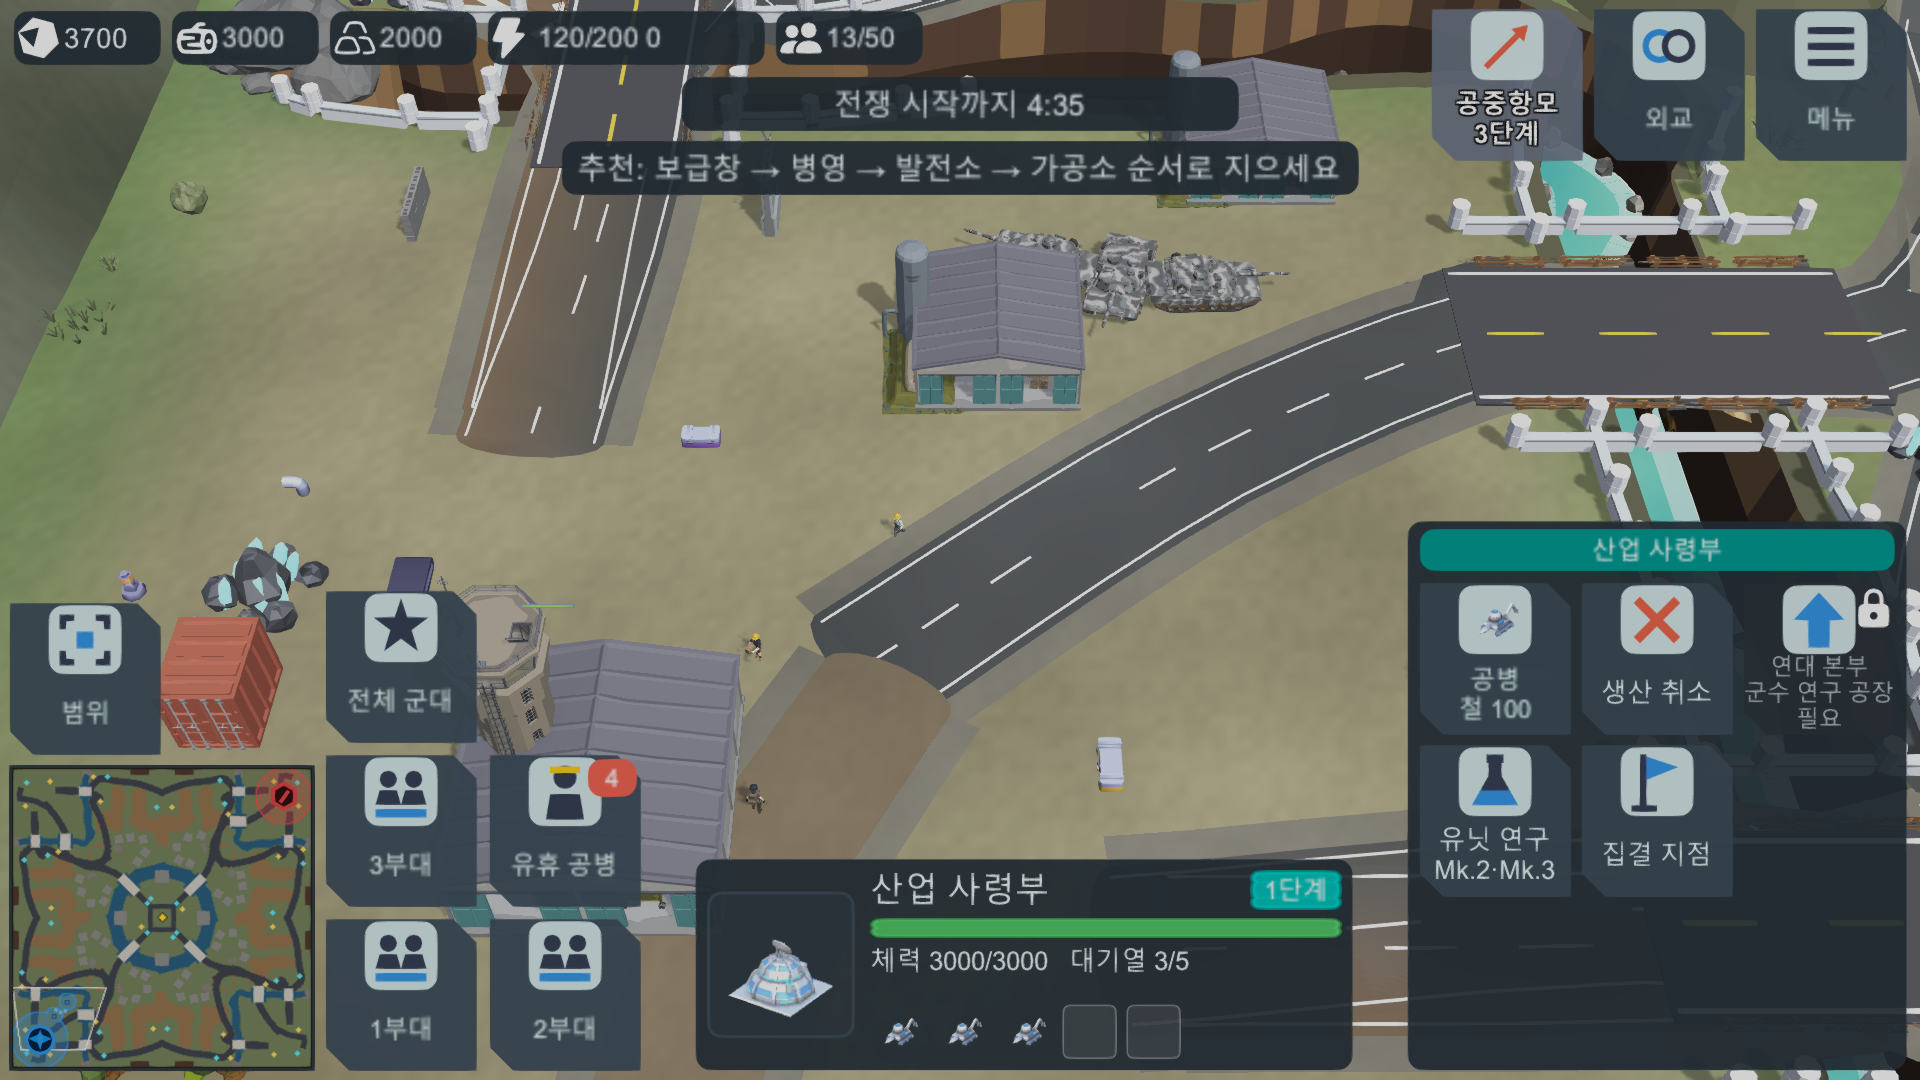 3700
3000
2000
120/200 0
13/50
전쟁 시작까지 4:35
추천: 보급창 → 병영 → 발전소 → 가공소 순서로 지으세요
공중항모
3단계
외교
메뉴
범위
전체 군대
3부대
4
유휴 공병
1부대
2부대
산업 사령부
1단계
체력 3000/3000 대기열 3/5
산업 사령부
공병
철 100
생산 취소
연대 본부
군수 연구 공장
필요
유닛 연구
Mk.2·Mk.3
집결 지점